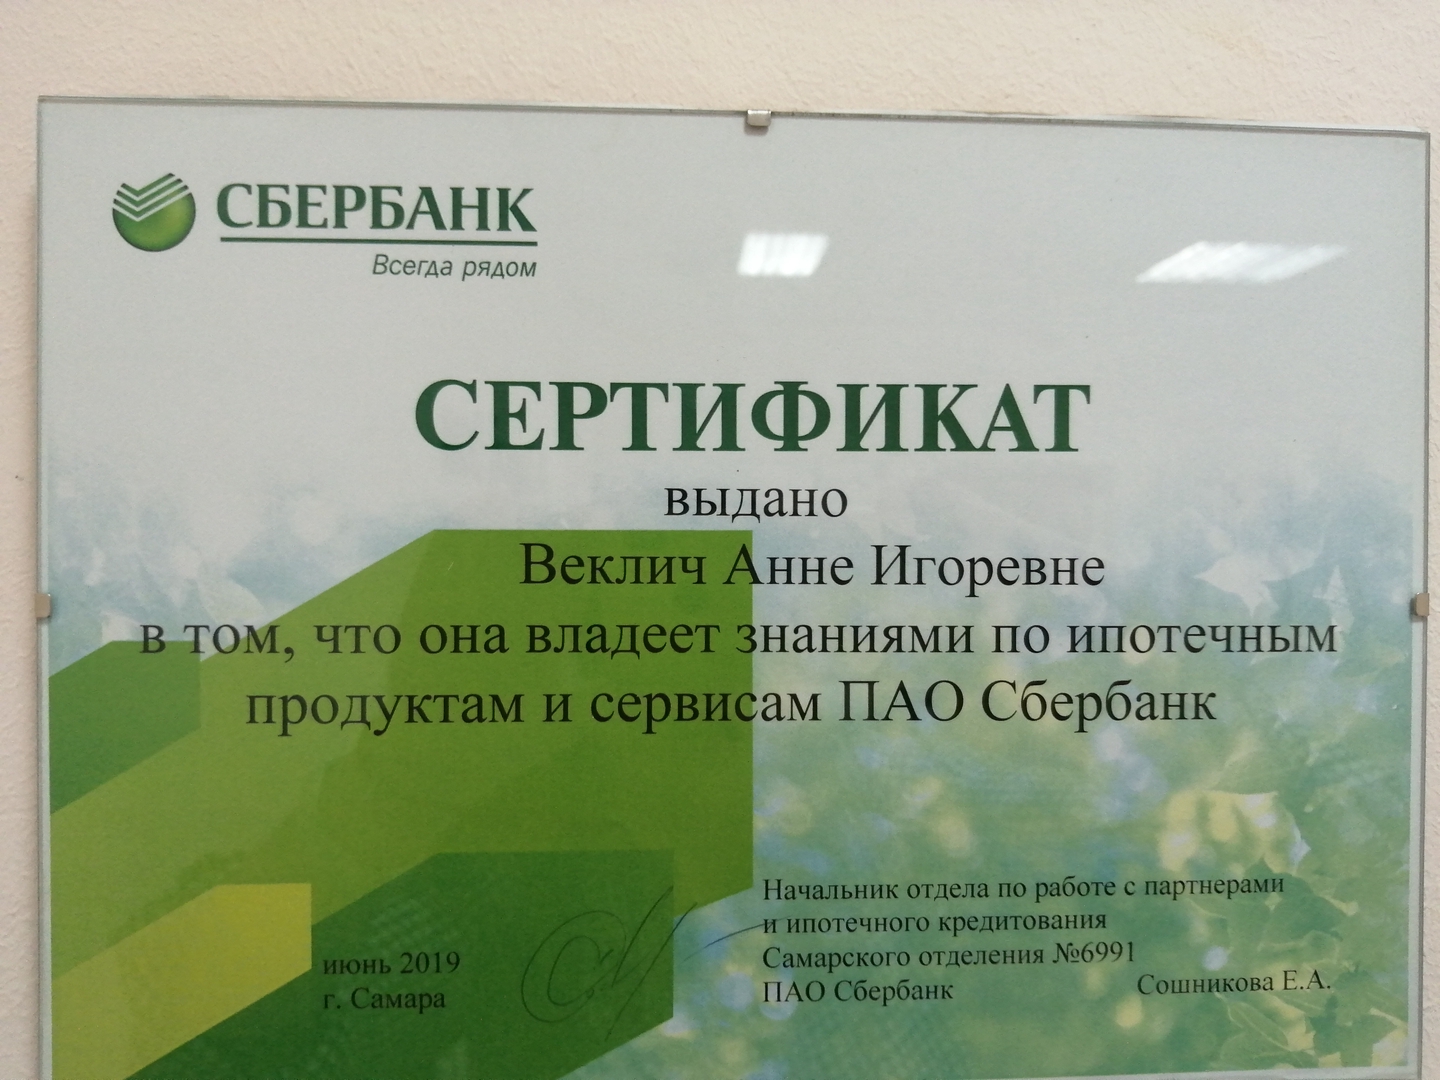 СБЕРБАНК
Всегда рядом
СЕРТИФИКАТ
выдано
Веклич Анне Игоревне
в том, что она владеет знаниями по ипотечным
продуктам и сервисам ПАО Сбербанк
Начальник отдела по работе с партнерами
и ипотечного кредитования
Самарского отделения №6991
ПАО Сбербанк Сошникова Е.А.
июнь 2019
г. Самара